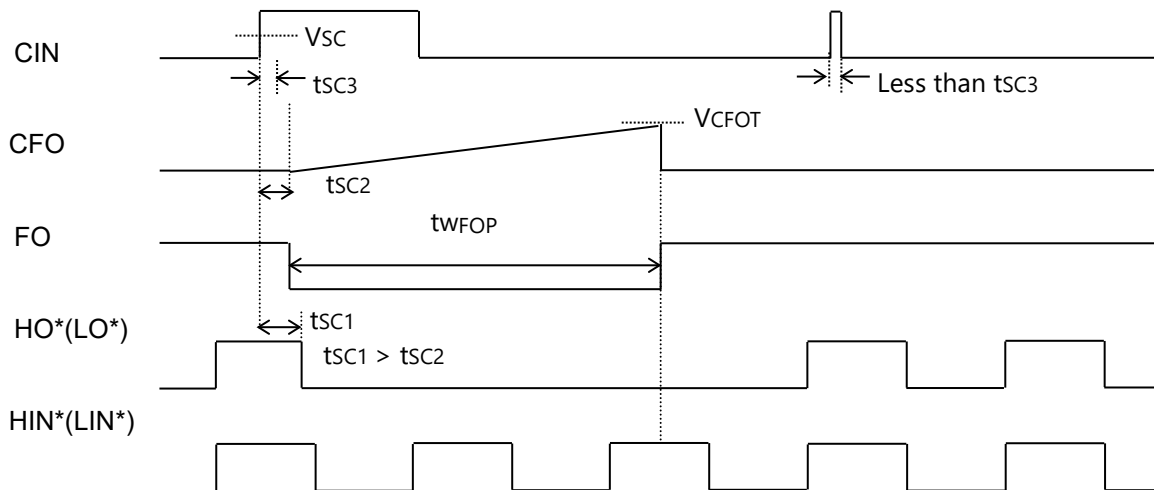 CIN
VSC
tSC3
Less than tSC3
CFO
VCFOT
tSC2
FO
twFOP
HO*(LO*)
tSC1
tSC1 > tSC2
HIN*(LIN*)